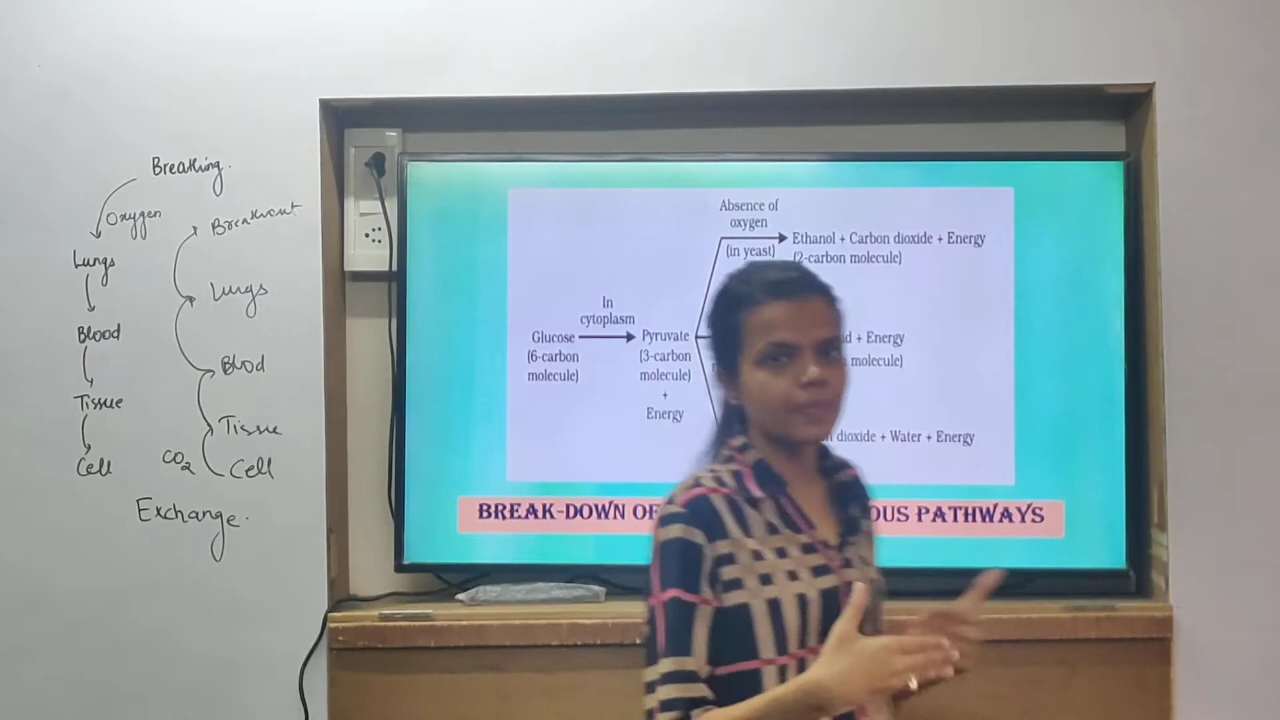 Breathing.
Oxygen
Lungs
Blood
Tissue
Cell
Breathout
Lungs
Blood
Tissue
CO2 Cell
Exchange.
Absence of
oxygen
(in yeast)
Ethanol + Carbon dioxide + Energy
(2-carbon molecule)
In
cytoplasm
Glucose
(6-carbon
molecule)
Pyruvate
(3-carbon
molecule)
+
Energy
+ Energy
molecule)
dioxide + Water + Energy
BREAK-DOWN OF PATHWAYS